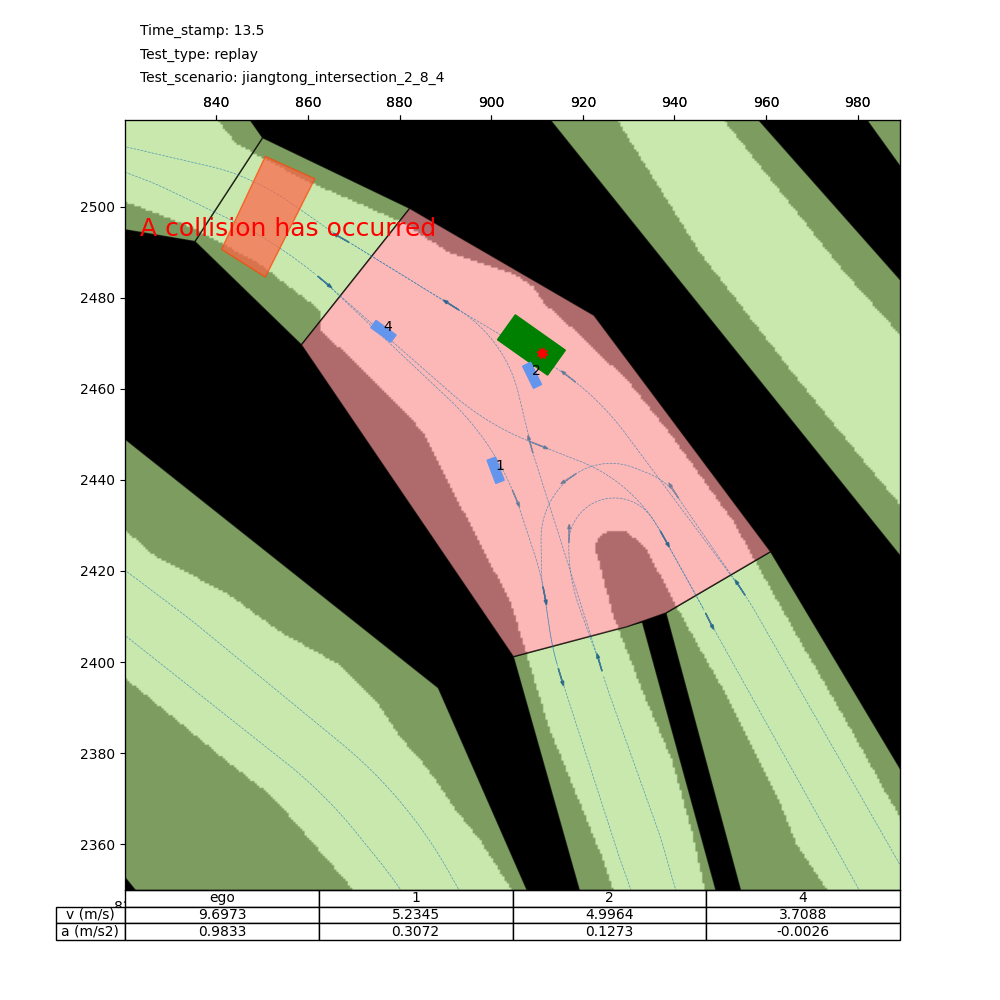 Time_stamp: 13.5
Test_type: replay
Test_scenario: jiangtong_intersection_2_8_4
840 860 880 900 920 940 960 980
2500
A collision has occurred
2480
4
2460
2
2440
1
2420
2400
2380
2360
ego 1 2 4
v (m/s) 9.6973 5.2345 4.9964 3.7088
a (m/s2) 0.9833 0.3072 0.1273 -0.0026